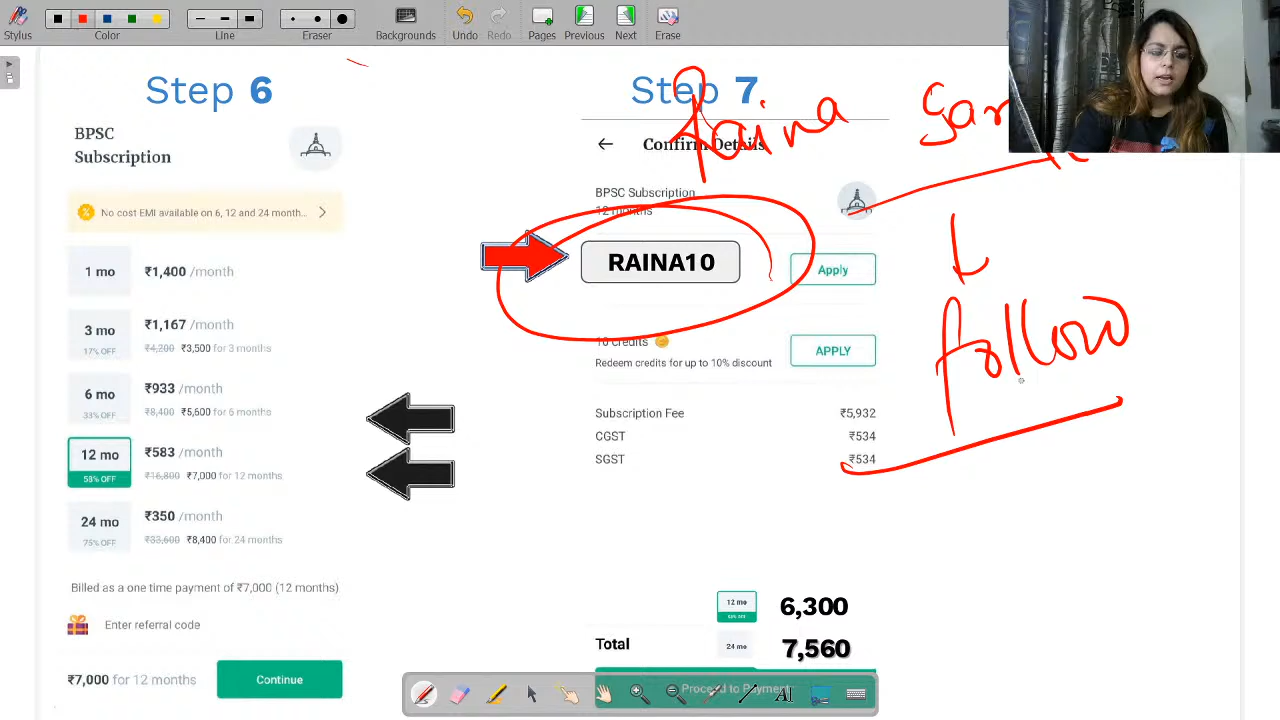 Stylus
Color
Line
Eraser
Backgrounds
Undo
Redo
Pages
Previous
Next
Erase
Step 6
BPSC
Subscription
No cost EMI available on 6, 12 and 24 month...
1 mo
₹1,400 /month
3 mo
17% OFF
₹1,167 /month
₹4,200 ₹3,500 for 3 months
6 mo
33% OFF
₹933 /month
₹8,400 ₹5,600 for 6 months
12 mo
58% OFF
₹583 /month
₹16,800 ₹7,000 for 12 months
24 mo
75% OFF
₹350 /month
₹33,600 ₹8,400 for 24 months
Billed as a one time payment of ₹7,000 (12 months)
Enter referral code
₹7,000 for 12 months
Continue
Step 7
Raina
Confirm Details
BPSC Subscription
12 months
RAINA10
Apply
10 credits
Redeem credits for up to 10% discount
APPLY
Subscription Fee ₹5,932
CGST ₹534
SGST ₹534
12 mo
6,300
Total
24 mo
7,560
Proceed to Payment
AI
follow